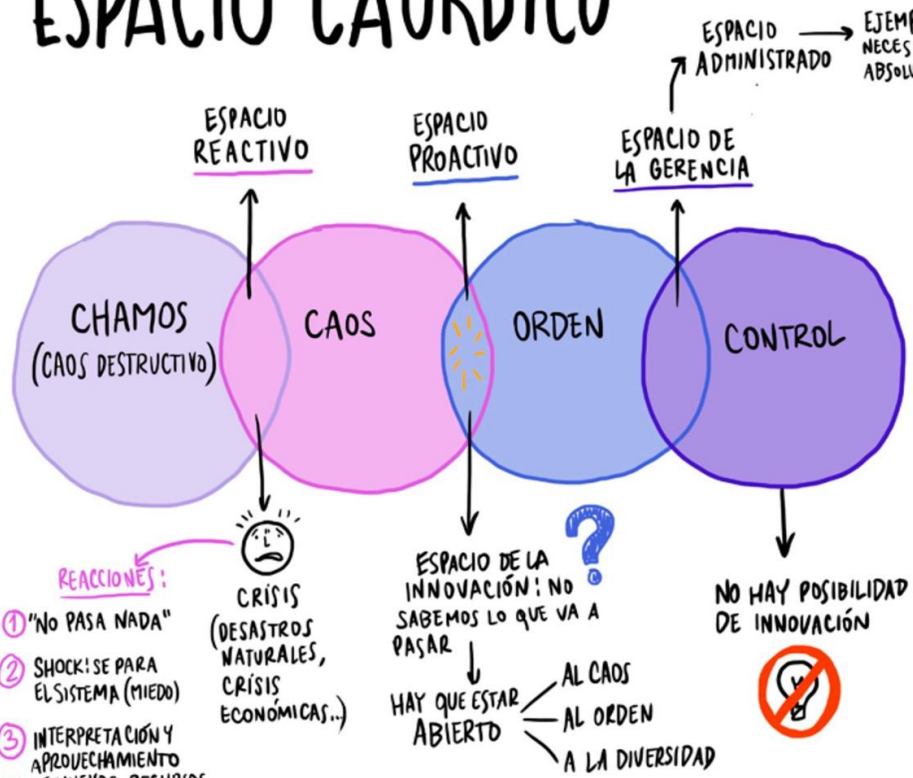 ESPACIO CAÓRDICO
ESPACIO
ADMINISTRADO
ESPACIO
REACTIVO
ESPACIO
PROACTIVO
ESPACIO DE
LA GERENCIA
CHAMOS
(CAOS DESTRUCTIVO)
CAOS
ORDEN
CONTROL
REACCIONES:
① "NO PASA NADA"
② SHOCK! SE PARA
EL SISTEMA (MIEDO)
③ INTERPRETACIÓN Y
APROVECHAMIENTO
CRISIS
(DESASTROS
NATURALES,
CRISIS
ECONÓMICAS..)
?
ESPACIO DE LA
INNOVACIÓN: NO
SABEMOS LO QUE VA A
PASAR
HAY QUE ESTAR
ABIERTO
AL CAOS
AL ORDEN
A LA DIVERSIDAD
NO HAY POSIBILIDAD
DE INNOVACIÓN